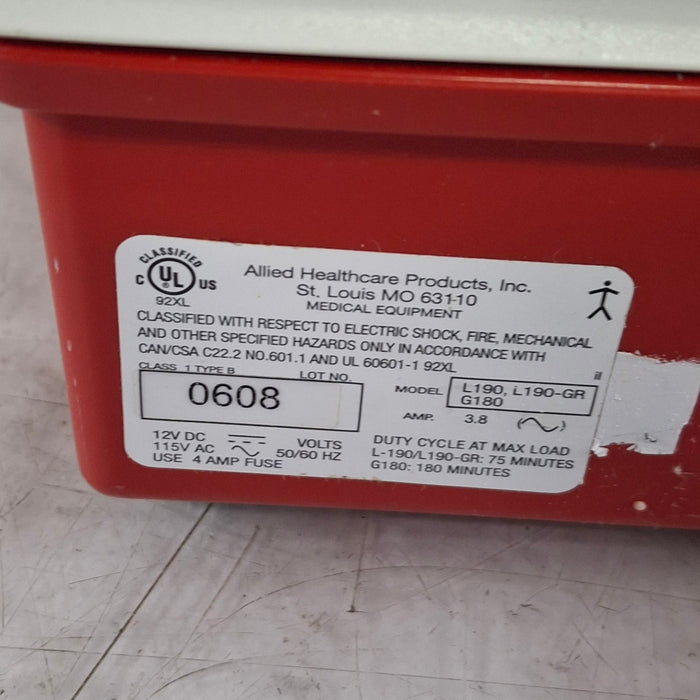 CLASSIFIED
C UL US
92XL
Allied Healthcare Products, Inc.
St. Louis MO 63110
MEDICAL EQUIPMENT
CLASSIFIED WITH RESPECT TO ELECTRIC SHOCK, FIRE, MECHANICAL
AND OTHER SPECIFIED HAZARDS ONLY IN ACCORDANCE WITH
CAN/CSA C22.2 NO.601.1 AND UL 60601-1 92XL
CLASS 1 TYPE B LOT NO.
0608
MODEL L190, L190-GR
G180
AMP. 3.8
12V DC VOLTS
115V AC 50/60 HZ
USE 4 AMP FUSE
DUTY CYCLE AT MAX LOAD
L-190/L190-GR: 75 MINUTES
G180: 180 MINUTES